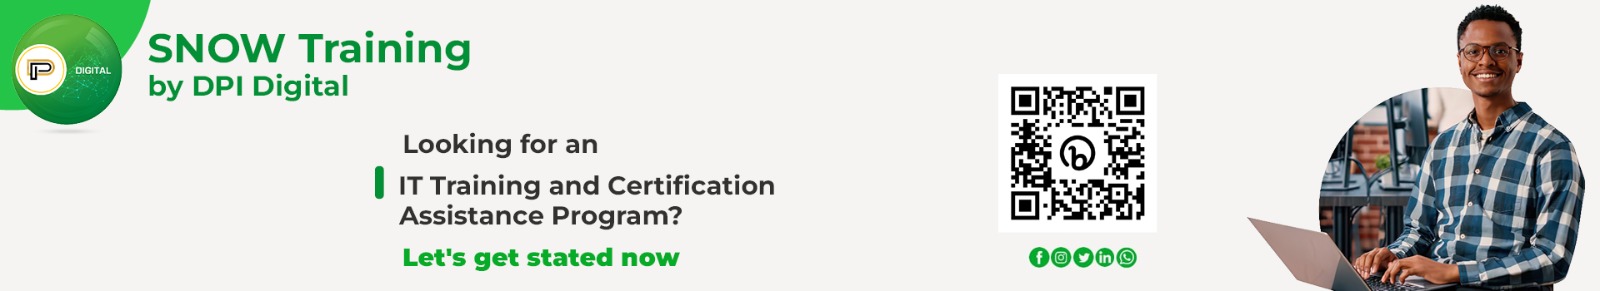 DIGITAL
SNOW Training
by DPI Digital
Looking for an
IT Training and Certification
Assistance Program?
Let's get stated now